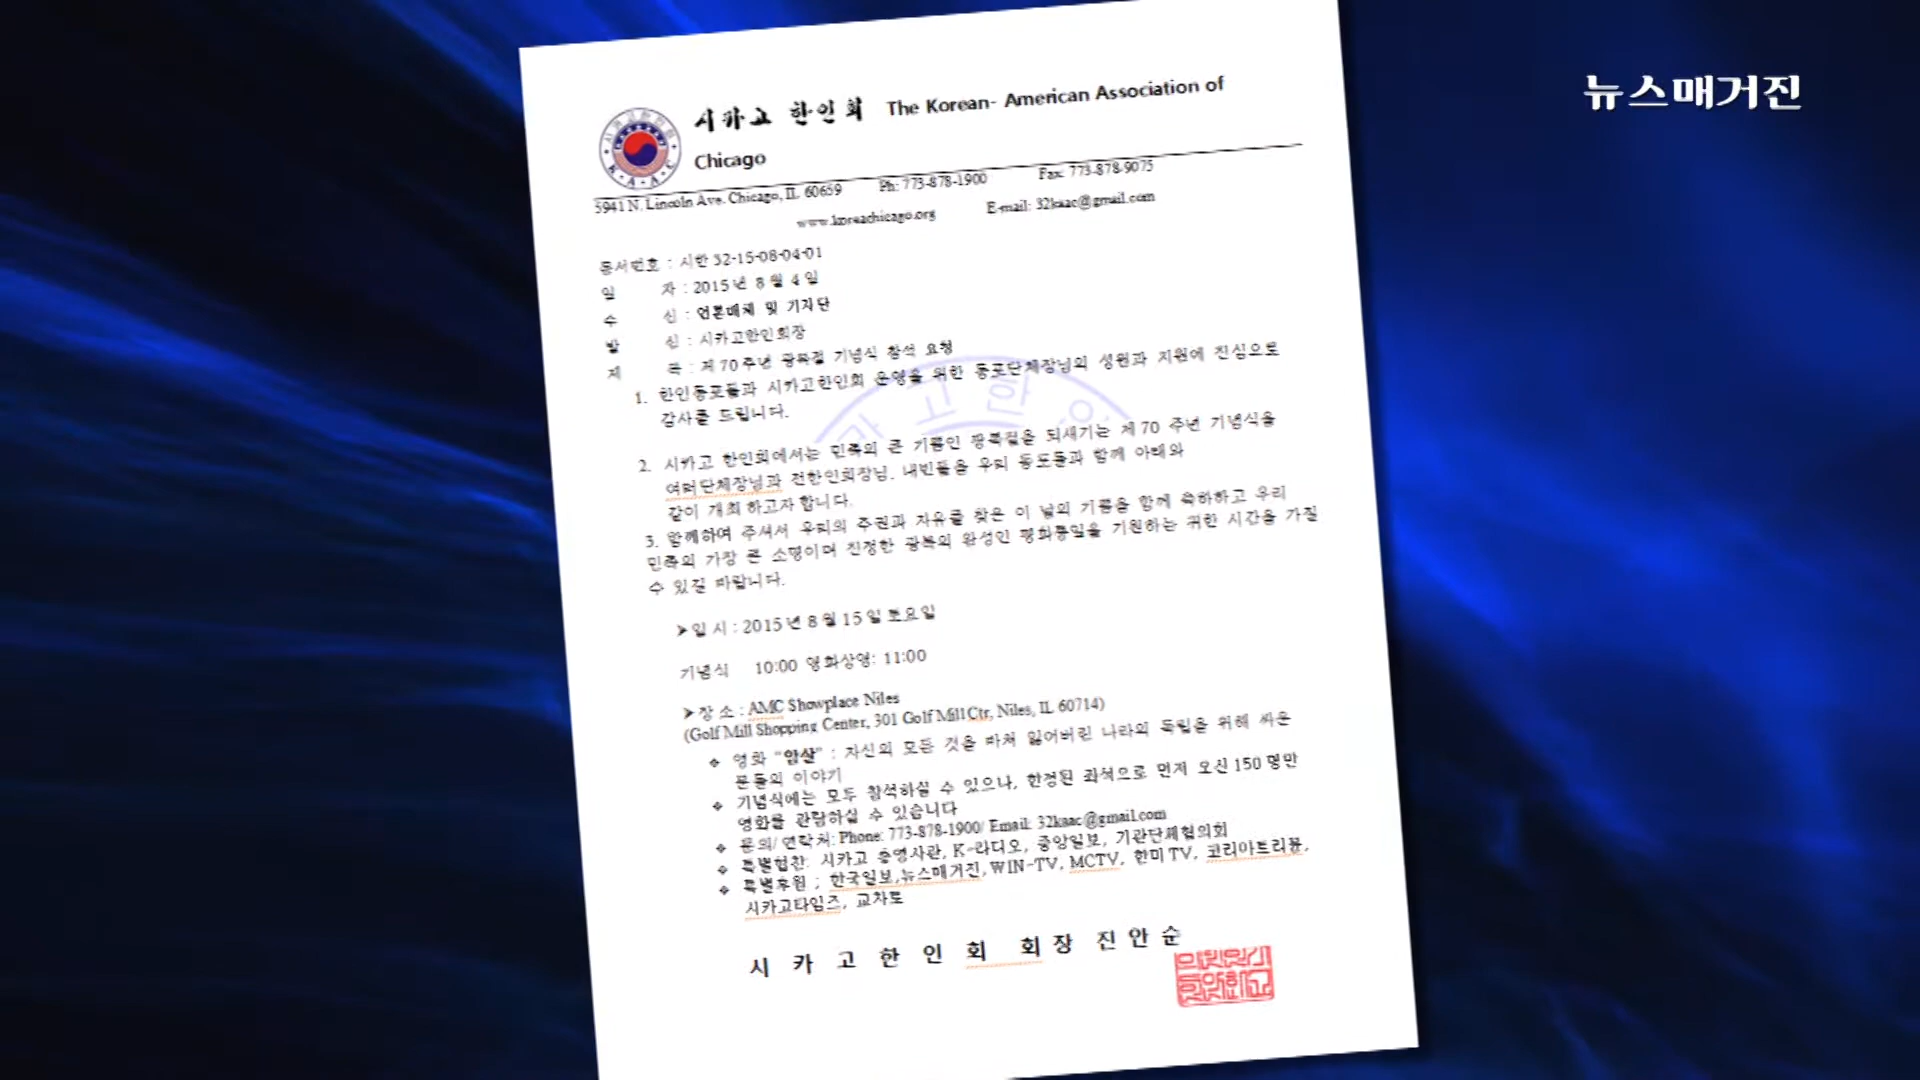 뉴스매거진
시카고 한인회 The Korean- American Association of
Chicago
5941 N. Lincoln Ave. Chicago, IL 60659 Ph: 773-878-1900 Fax: 773-878-9075
www.koreachicago.org E-mail: 32kaac@gmail.com
문서번호 : 시한 32-15-08-04-01
일 자 : 2015년 8월 4일
수 신 : 언론매체 및 기자단
발 신 : 시카고한인회장
제 목 : 제 70주년 광복절 기념식 참석 요청
1. 한인동포들과 시카고한인회 운영을 위한 동포단체장님의 성원과 지원에 진심으로
감사를 드립니다.
2. 시카고 한인회에서는 민족의 큰 기쁨인 광복절을 되새기는 제 70 주년 기념식을
여러단체장님과 전한인회장님, 내빈들을 우리 동포들과 함께 아래와
같이 개최 하고자 합니다.
3. 함께하여 주셔서 우리의 주권과 자유를 찾은 이 날의 기쁨을 함께 축하하고 우리
민족의 가장 큰 소명이며 진정한 광복의 완성인 평화통일을 기원하는 귀한 시간을 가질
수 있길 바랍니다.
➤일 시 : 2015년 8월 15일 토요일
기념식 10:00 영화상영: 11:00
➤장 소 : AMC Showplace Niles
(Golf Mill Shopping Center, 301 Golf Mill Ctr, Niles, IL 60714)
❖ 영화 “암살” : 자신의 모든 것을 바쳐 잃어버린 나라의 독립을 위해 싸운
분들의 이야기
❖ 기념식에는 모두 참석하실 수 있으나, 한정된 좌석으로 먼저 오신 150 명만
영화를 관람하실 수 있습니다
❖ 문의/ 연락처: Phone: 773-878-1900/ Email: 32kaac@gmail.com
❖ 특별협찬: 시카고 총영사관, K-라디오, 중앙일보, 기관단체협의회
❖ 특별후원 ; 한국일보,뉴스매거진, WIN-TV, MCTV, 한미 TV, 코리아트리뷴,
시카고타임즈, 교차로
시 카 고 한 인 회 회 장 진 안 순